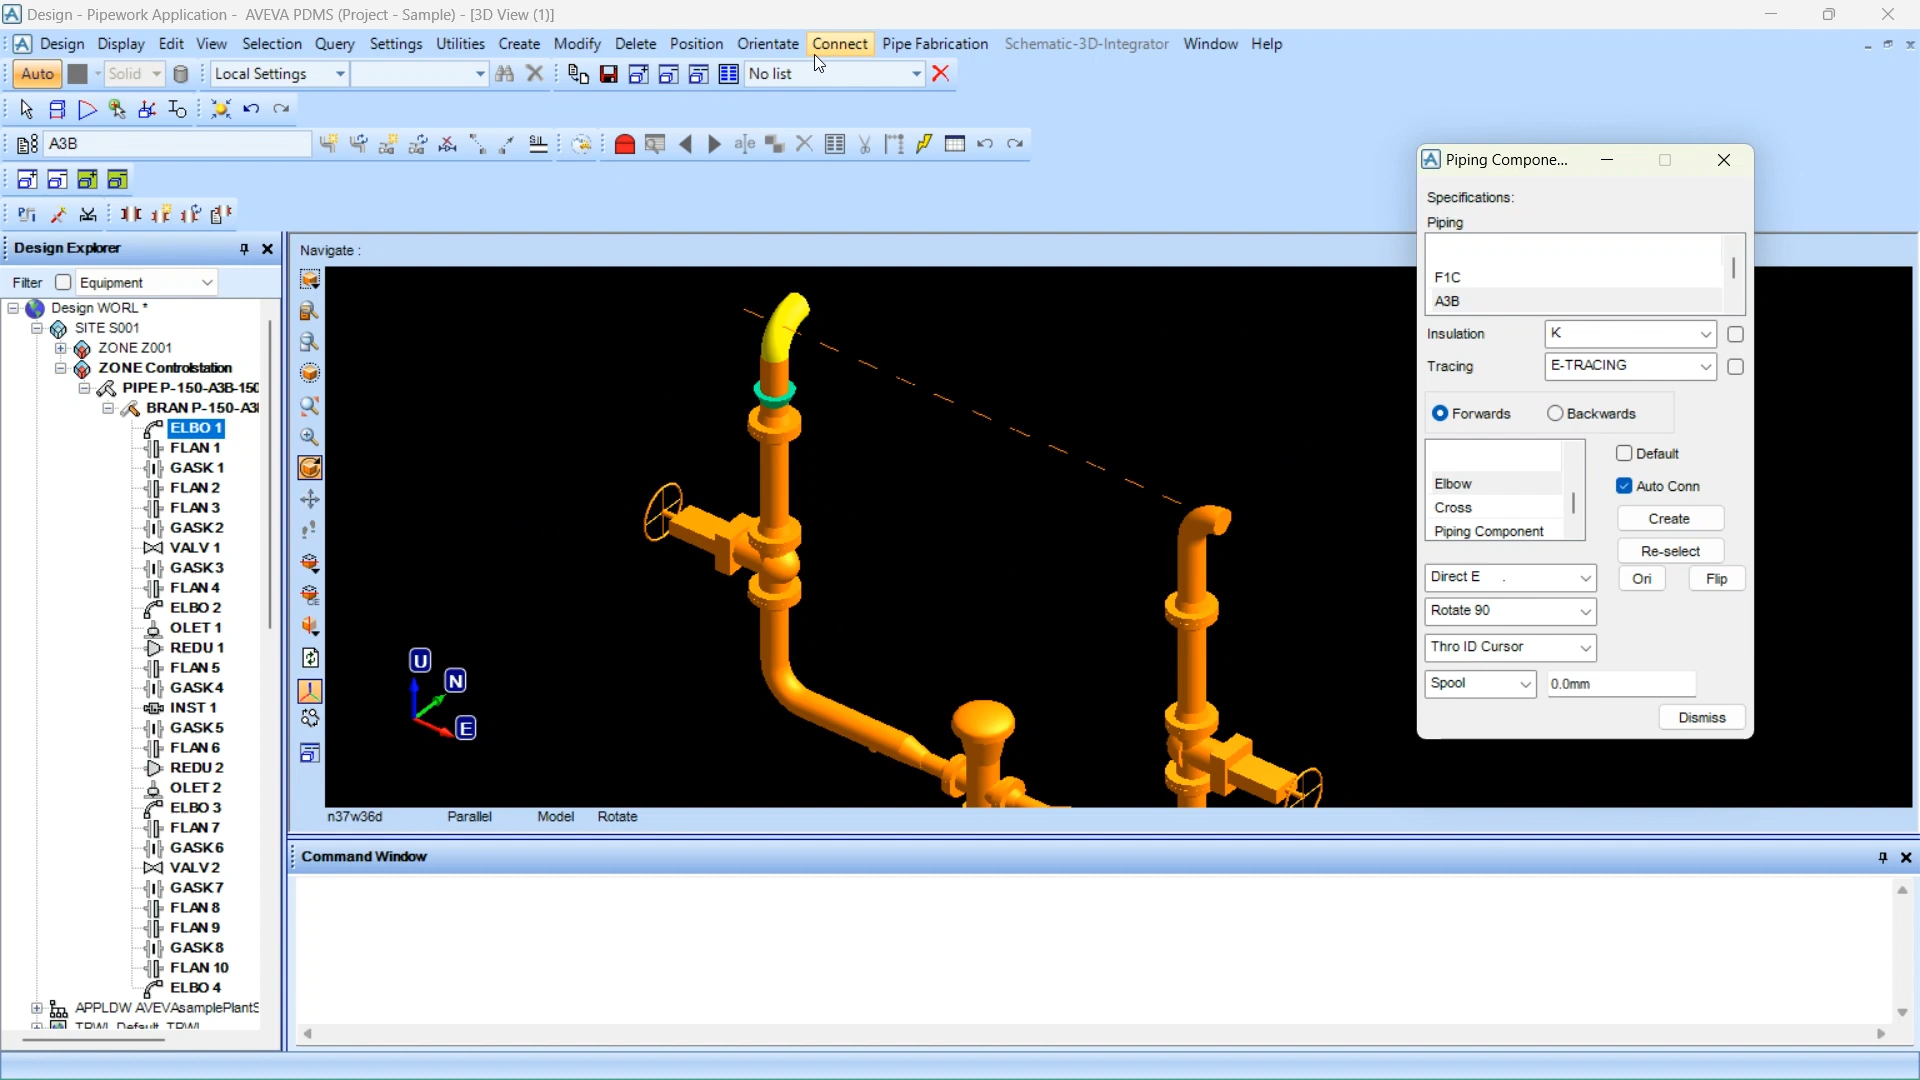 Design - Pipework Application - AVEVA PDMS (Project - Sample) - [3D View (1)]
Design Display Edit View Selection Query Settings Utilities Create Modify Delete Position Orientate Connect Pipe Fabrication Schematic-3D-Integrator Window Help
Auto Solid Local Settings No list
A3B
Design Explorer
Filter Equipment
Design WORL *
SITE S001
ZONE Z001
ZONE Controlstation
PIPE P-150-A3B-150
BRAN P-150-A3
ELBO 1
FLAN 1
GASK 1
FLAN 2
FLAN 3
GASK 2
VALV 1
GASK 3
FLAN 4
ELBO 2
OLET 1
REDU 1
FLAN 5
GASK 4
INST 1
GASK 5
FLAN 6
REDU 2
OLET 2
ELBO 3
FLAN 7
GASK 6
VALV 2
GASK 7
FLAN 8
FLAN 9
GASK 8
FLAN 10
ELBO 4
APPLDW AVEVAsamplePlantS
Navigate :
U
N
E
n37w36d Parallel Model Rotate
Command Window
Piping Compone...
Specifications:
Piping
F1C
A3B
Insulation K
Tracing E-TRACING
Forwards Backwards
Default
Elbow
Auto Conn
Cross
Create
Piping Component
Re-select
Direct E .
Ori Flip
Rotate 90
Thro ID Cursor
Spool 0.0mm
Dismiss